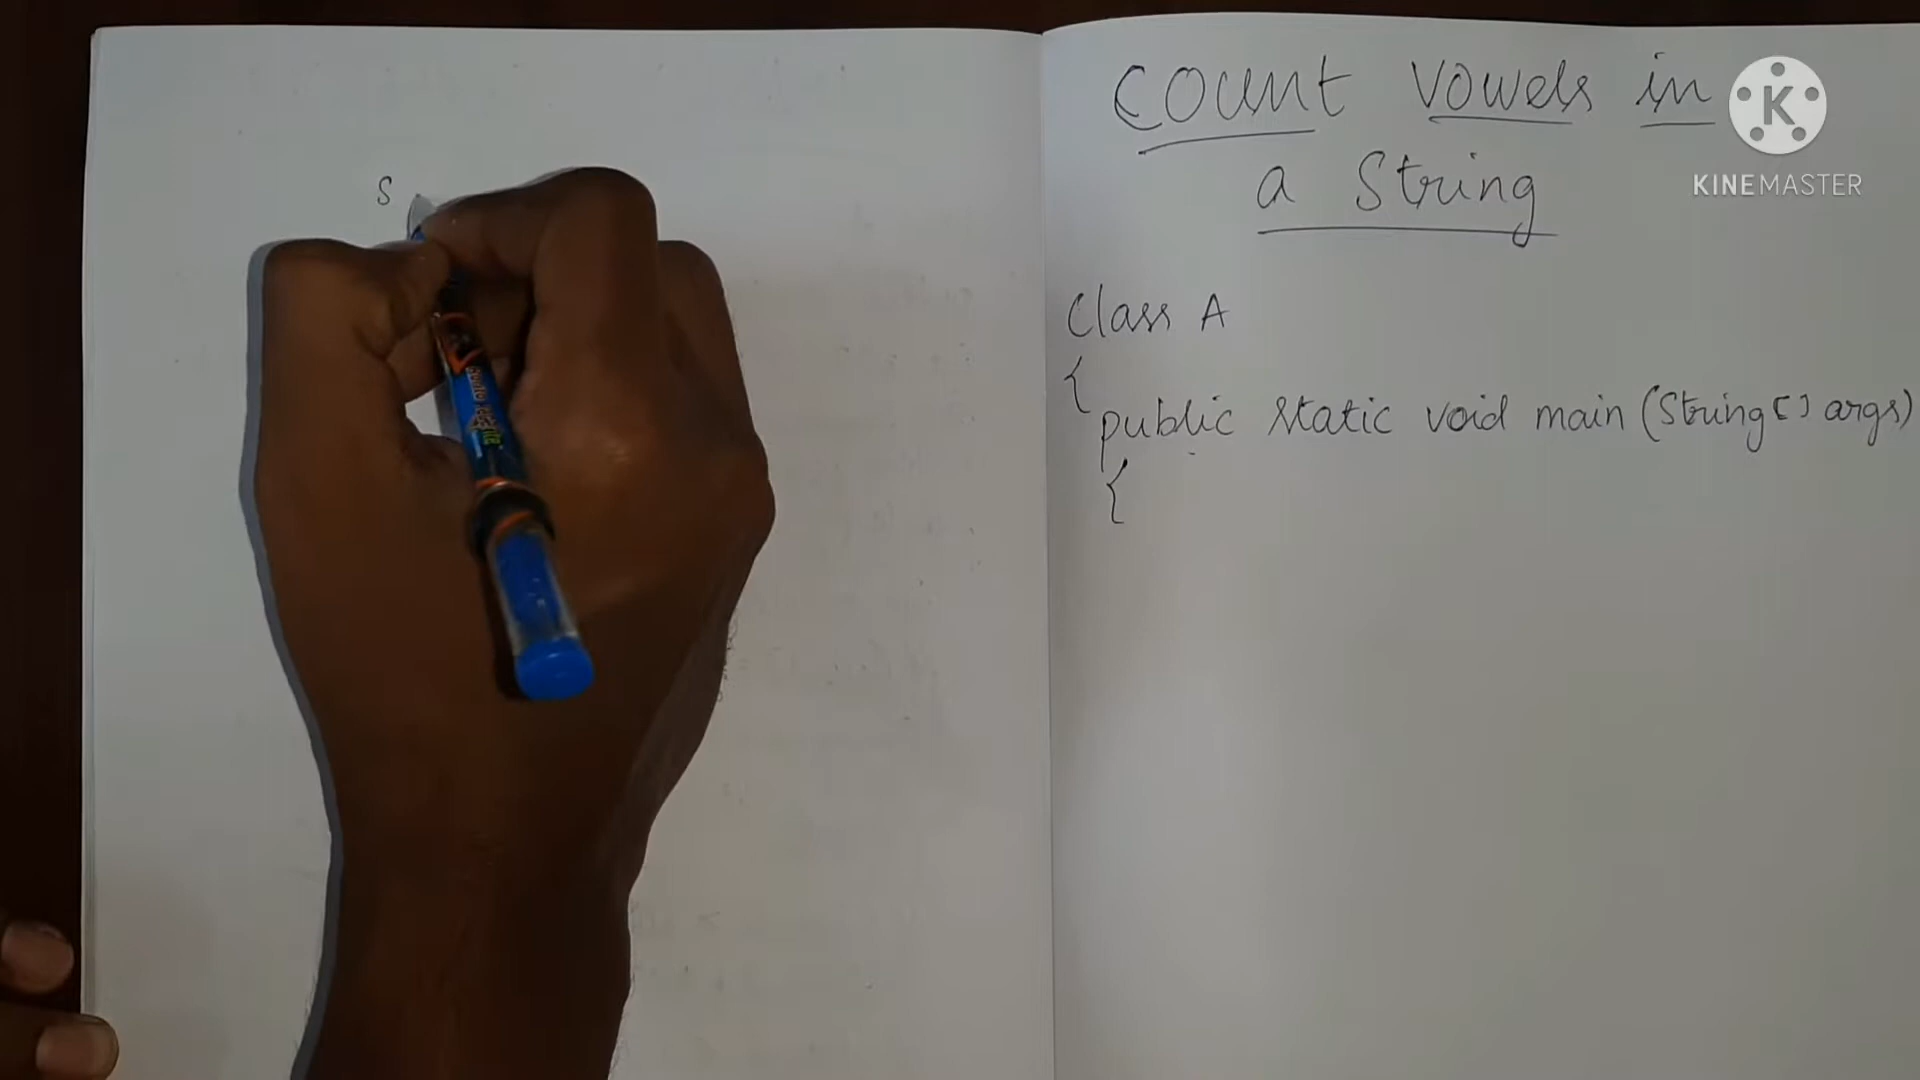 S
Count Vowels in
a String
Class A
{
public static void main (String [] args)
{
K
KINEMASTER